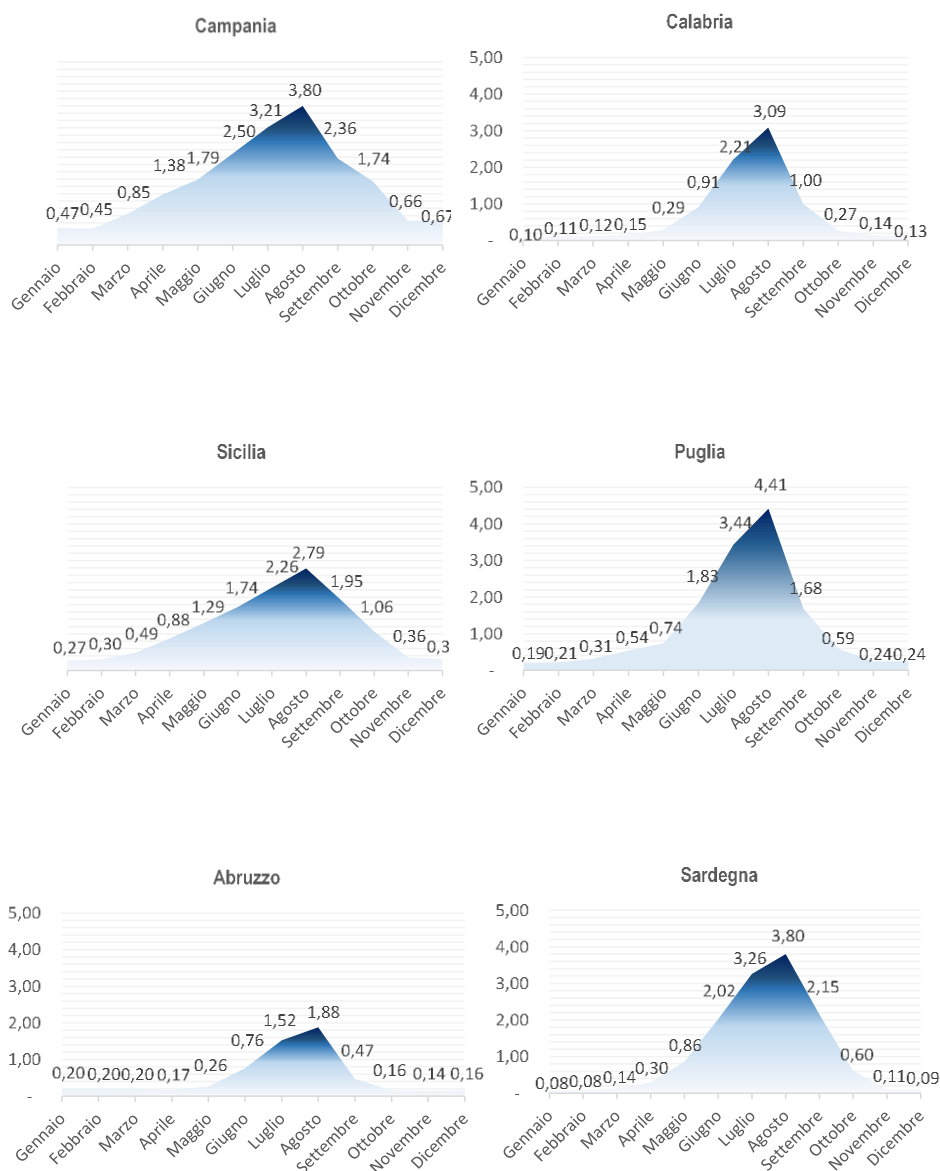 Campania
3,80
3,21
2,50
2,36
1,79
1,74
1,38
0,85
0,66
0,67
0,47
0,45
Gennaio
Febbraio
Marzo
Aprile
Maggio
Giugno
Luglio
Agosto
Settembre
Ottobre
Novembre
Dicembre
Calabria
5,00
4,00
3,00
2,00
1,00
-
0,10
0,11
0,12
0,15
0,29
0,91
2,21
3,09
1,00
0,27
0,14
0,13
Gennaio
Febbraio
Marzo
Aprile
Maggio
Giugno
Luglio
Agosto
Settembre
Ottobre
Novembre
Dicembre
Sicilia
0,27
0,30
0,49
0,88
1,29
1,74
2,26
2,79
1,95
1,06
0,36
0,3
Gennaio
Febbraio
Marzo
Aprile
Maggio
Giugno
Luglio
Agosto
Settembre
Ottobre
Novembre
Dicembre
Puglia
5,00
4,00
3,00
2,00
1,00
-
0,19
0,21
0,31
0,54
0,74
1,83
3,44
4,41
1,68
0,59
0,24
0,24
Gennaio
Febbraio
Marzo
Aprile
Maggio
Giugno
Luglio
Agosto
Settembre
Ottobre
Novembre
Dicembre
Abruzzo
5,00
4,00
3,00
2,00
1,00
-
0,20
0,20
0,20
0,17
0,26
0,76
1,52
1,88
0,47
0,16
0,14
0,16
Gennaio
Febbraio
Marzo
Aprile
Maggio
Giugno
Luglio
Agosto
Settembre
Ottobre
Novembre
Dicembre
Sardegna
5,00
4,00
3,00
2,00
1,00
-
0,08
0,08
0,14
0,30
0,86
2,02
3,26
3,80
2,15
0,60
0,11
0,09
Gennaio
Febbraio
Marzo
Aprile
Maggio
Giugno
Luglio
Agosto
Settembre
Ottobre
Novembre
Dicembre